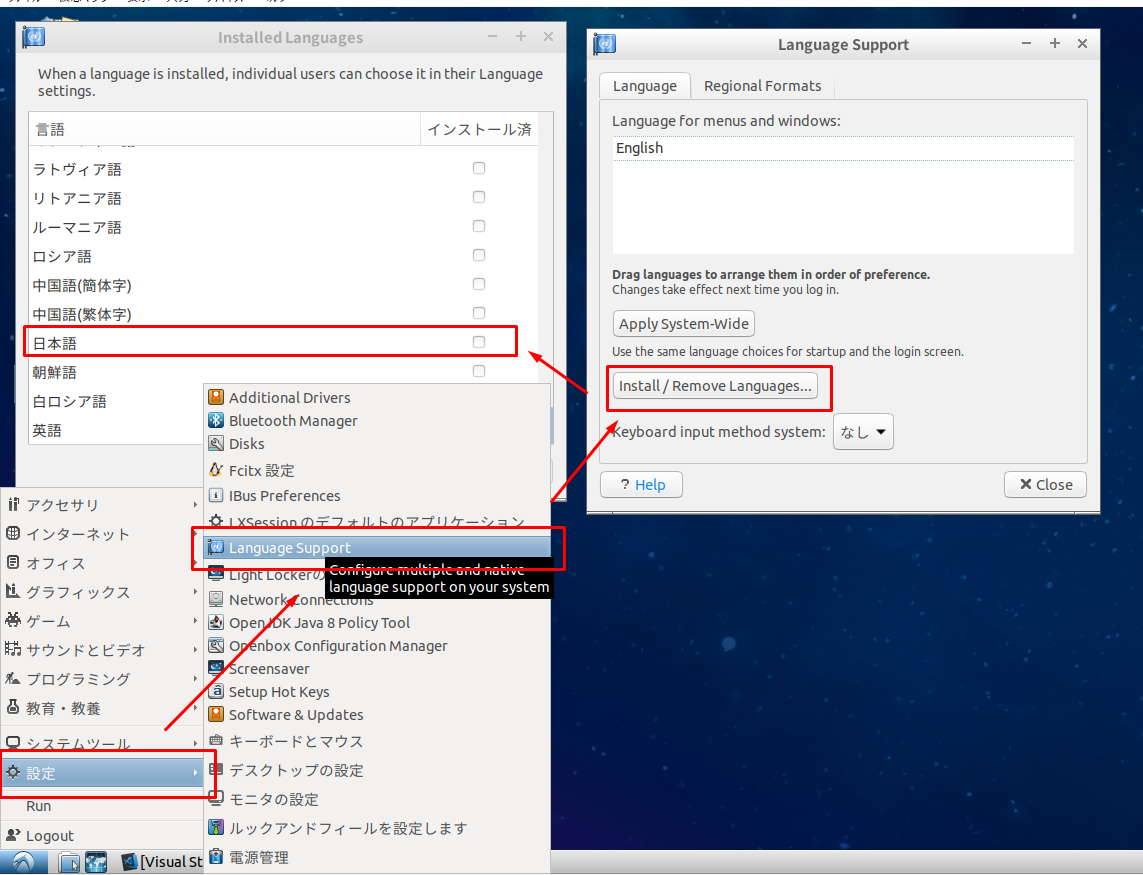 Installed Languages
When a language is installed, individual users can choose it in their Language
settings.
言語
インストール済
ラトヴィア語
リトアニア語
ルーマニア語
ロシア語
中国語(簡体字)
中国語(繁体字)
日本語
朝鮮語
白ロシア語
英語
Language Support
Language
Regional Formats
Language for menus and windows:
English
Drag languages to arrange them in order of preference.
Changes take effect next time you log in.
Apply System-Wide
Use the same language choices for startup and the login screen.
Install / Remove Languages...
Keyboard input method system:
なし
? Help
Close
アクセサリ
インターネット
オフィス
グラフィックス
ゲーム
サウンドとビデオ
プログラミング
教育・教養
システムツール
設定
Run
Logout
Additional Drivers
Bluetooth Manager
Disks
Fcitx 設定
IBus Preferences
LXSession のデフォルトのアプリケーション
Language Support
Configure multiple and native
language support on your system
Light Lockerの
Network Connections
OpenJDK Java 8 Policy Tool
Openbox Configuration Manager
Screensaver
Setup Hot Keys
Software & Updates
キーボードとマウス
デスクトップの設定
モニタの設定
ルックアンドフィールを設定します
電源管理
[Visual St